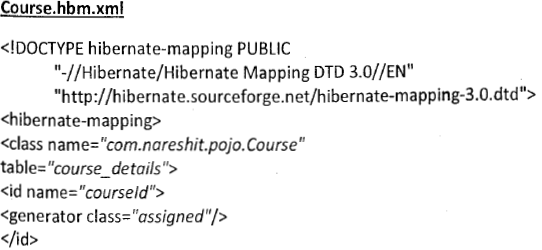 Course.hbm.xml
<!DOCTYPE hibernate-mapping PUBLIC
"-//Hibernate/Hibernate Mapping DTD 3.0//EN"
"http://hibernate.sourceforge.net/hibernate-mapping-3.0.dtd">
<hibernate-mapping>
<class name="com.nareshit.pojo.Course"
table="course_details">
<id name="courseId">
<generator class="assigned"/>
</id>